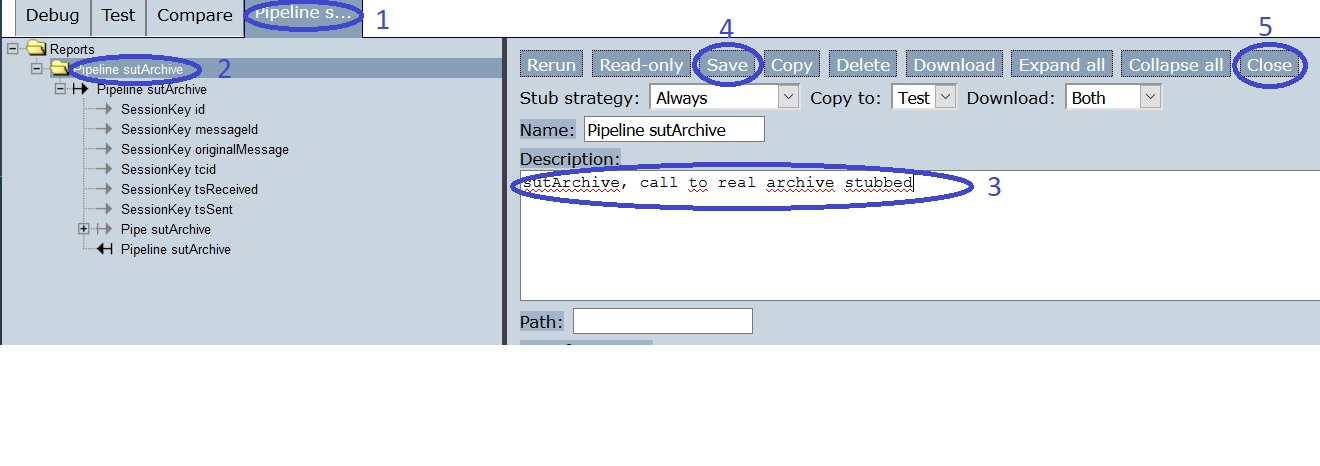 Debug Test Compare Pipeline s... 1
Reports
Pipeline sutArchive 2
Pipeline sutArchive
SessionKey id
SessionKey messageId
SessionKey originalMessage
SessionKey tcid
SessionKey tsReceived
SessionKey tsSent
Pipe sutArchive
Pipeline sutArchive
4 5
Rerun Read-only Save Copy Delete Download Expand all Collapse all Close
Stub strategy: Always Copy to: Test Download: Both
Name: Pipeline sutArchive
Description:
sutArchive, call to real archive stubbed 3
Path: